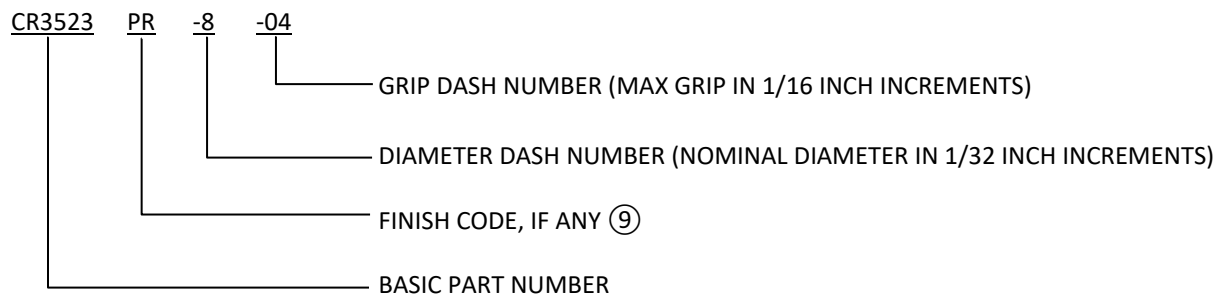 CR3523 PR -8 -04
GRIP DASH NUMBER (MAX GRIP IN 1/16 INCH INCREMENTS)
DIAMETER DASH NUMBER (NOMINAL DIAMETER IN 1/32 INCH INCREMENTS)
FINISH CODE, IF ANY ⑨
BASIC PART NUMBER